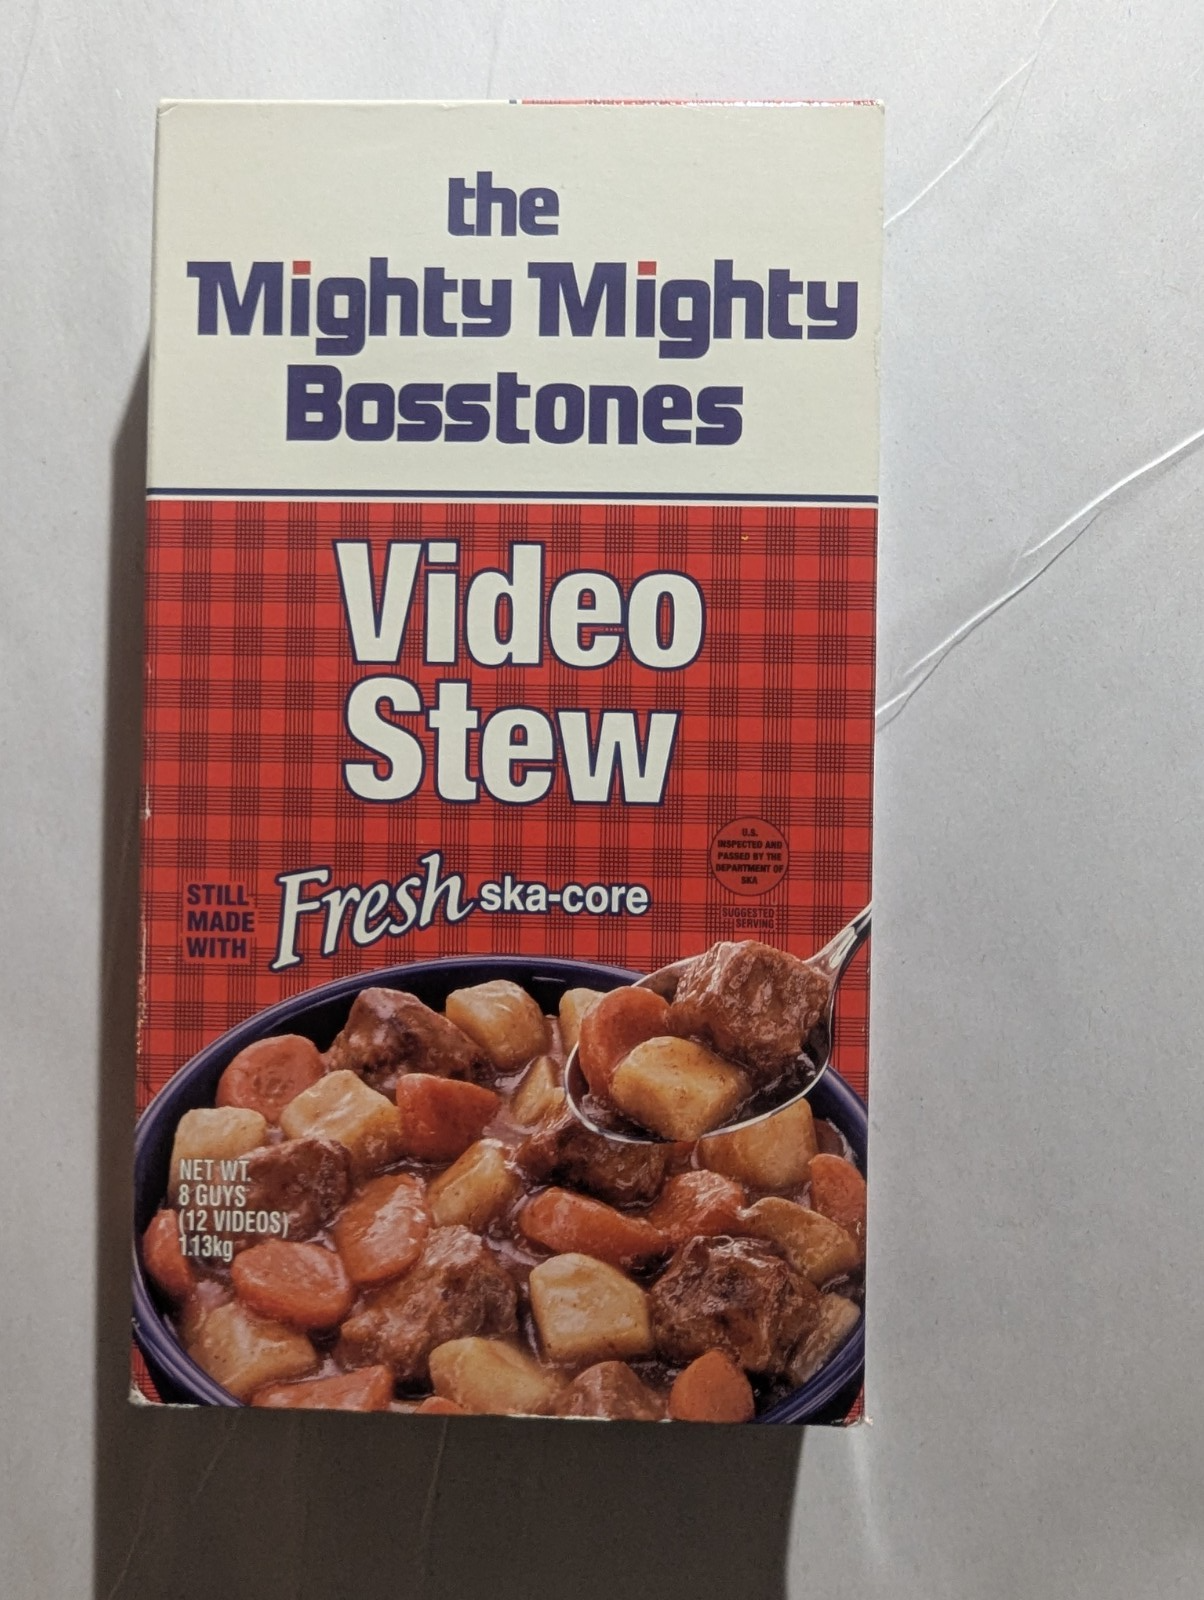 the
Mighty Mighty
Bosstones
Video
Stew
STILL
MADE
WITH
Fresh ska-core
U.S.
INSPECTED AND
PASSED BY THE
DEPARTMENT OF
SKA
SUGGESTED
SERVING
NET WT.
8 GUYS
(12 VIDEOS)
1.13kg